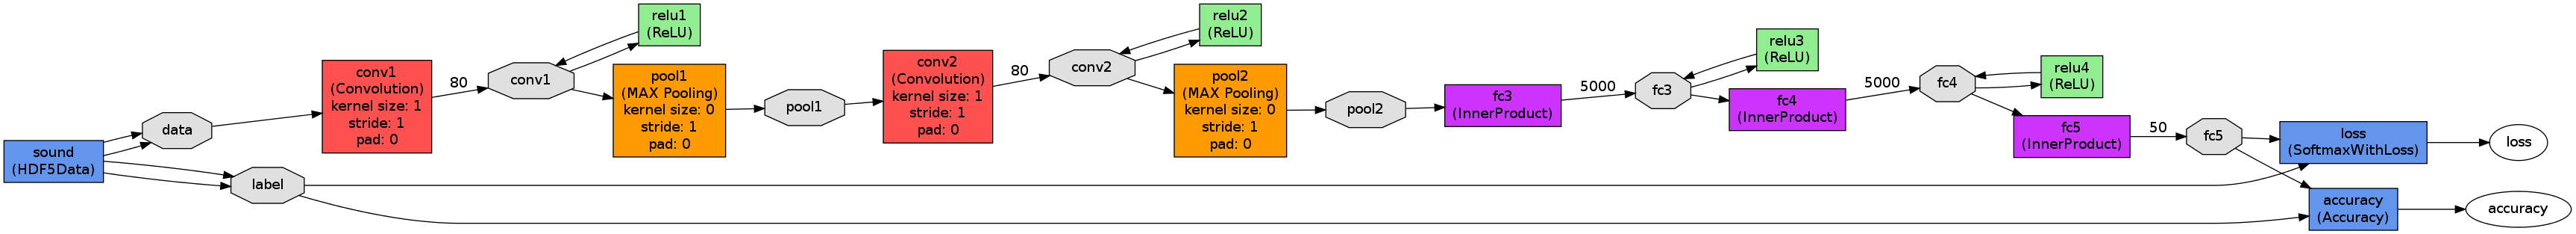 sound
(HDF5Data)
data
label
conv1
(Convolution)
kernel size: 1
stride: 1
pad: 0
80
conv1
relu1
(ReLU)
pool1
(MAX Pooling)
kernel size: 0
stride: 1
pad: 0
pool1
conv2
(Convolution)
kernel size: 1
stride: 1
pad: 0
80
conv2
relu2
(ReLU)
pool2
(MAX Pooling)
kernel size: 0
stride: 1
pad: 0
pool2
fc3
(InnerProduct)
5000
fc3
relu3
(ReLU)
fc4
(InnerProduct)
5000
fc4
relu4
(ReLU)
fc5
(InnerProduct)
50
fc5
loss
(SoftmaxWithLoss)
loss
accuracy
(Accuracy)
accuracy